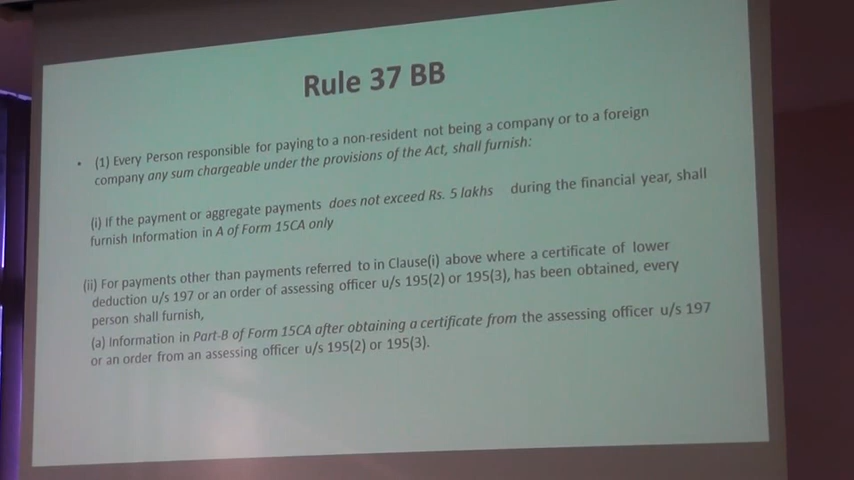 Rule 37 BB
• (1) Every Person responsible for paying to a non-resident not being a company or to a foreign
company any sum chargeable under the provisions of the Act, shall furnish:
(i) If the payment or aggregate payments does not exceed Rs. 5 lakhs during the financial year, shall
furnish Information in A of Form 15CA only
(ii) For payments other than payments referred to in Clause(i) above where a certificate of lower
deduction u/s 197 or an order of assessing officer u/s 195(2) or 195(3), has been obtained, every
person shall furnish,
(a) Information in Part-B of Form 15CA after obtaining a certificate from the assessing officer u/s 197
or an order from an assessing officer u/s 195(2) or 195(3).